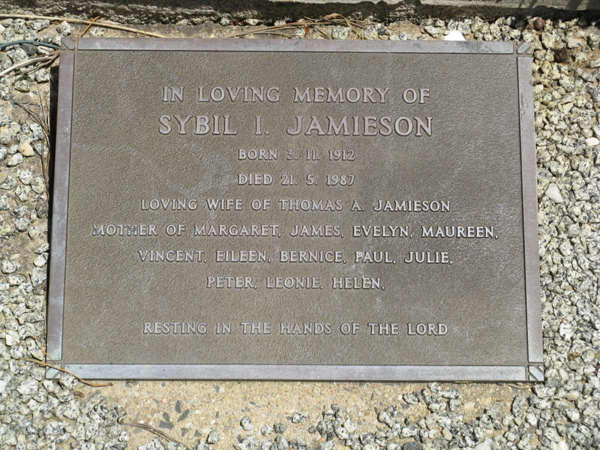 IN LOVING MEMORY OF
SYBIL I. JAMIESON
BORN 3. 11. 1912
DIED 21. 5. 1987
LOVING WIFE OF THOMAS A. JAMIESON
MOTHER OF MARGARET, JAMES, EVELYN, MAUREEN,
VINCENT, EILEEN, BERNICE, PAUL, JULIE,
PETER, LEONIE, HELEN,
RESTING IN THE HANDS OF THE LORD